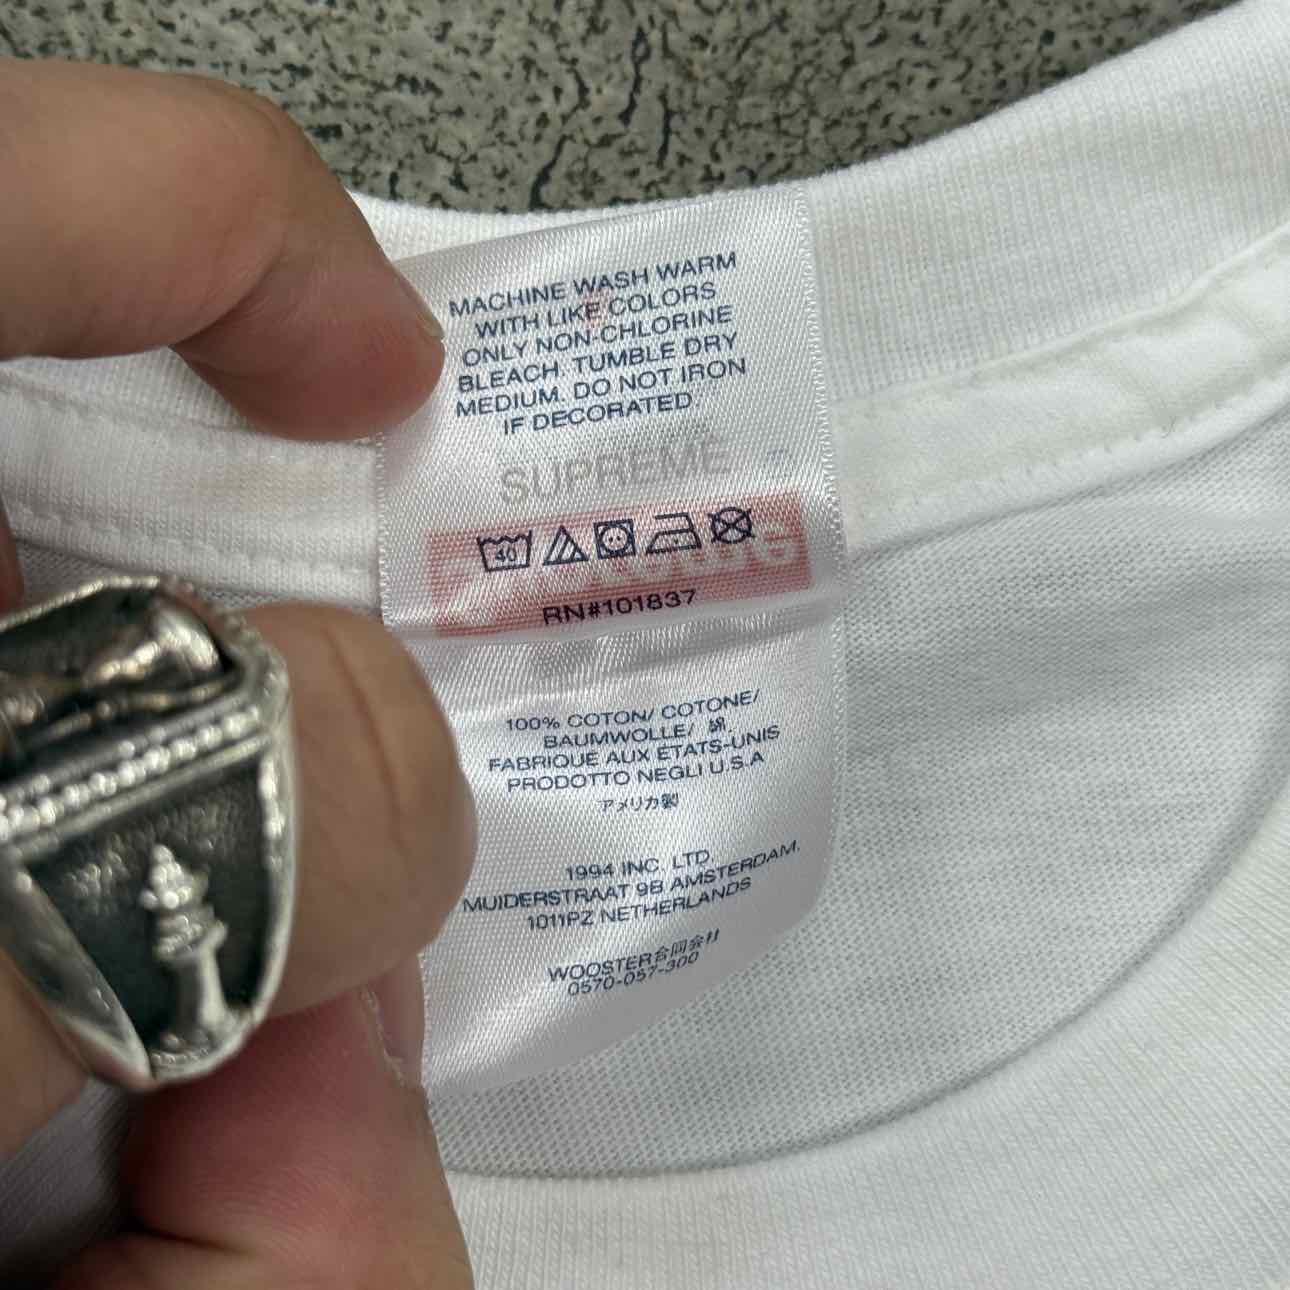 MACHINE WASH WARM
WITH LIKE COLORS
ONLY NON-CHLORINE
BLEACH. TUMBLE DRY
MEDIUM. DO NOT IRON
IF DECORATED
SUPREME
40
RN#101837
100% COTON/ COTONE/
BAUMWOLLE/ 綿
FABRIQUE AUX ETATS-UNIS
PRODOTTO NEGLI U.S.A
アメリカ製
1994 INC. LTD.
MUIDERSTRAAT 9B AMSTERDAM.
1011PZ NETHERLANDS
WOOSTER合同会社
0570-057-300